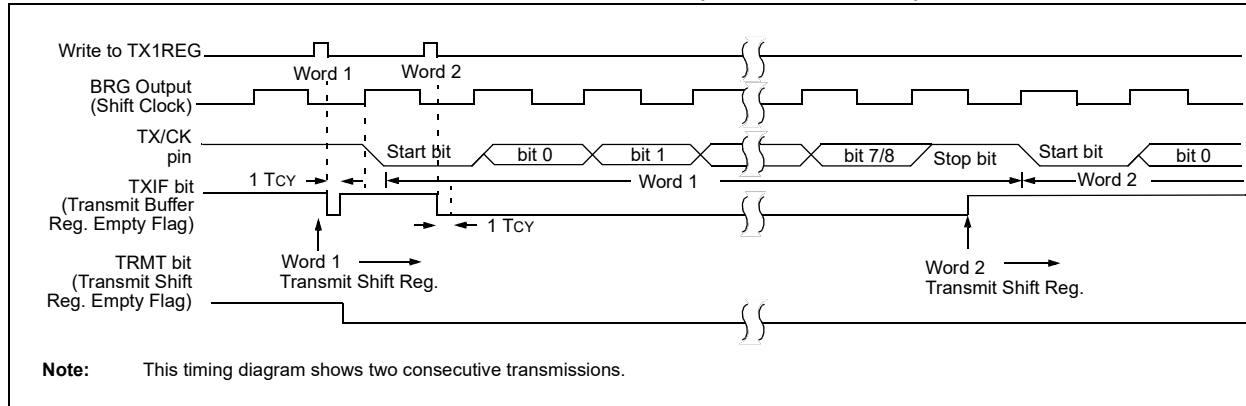 Write to TX1REG
Word 1 Word 2
BRG Output
(Shift Clock)
TX/CK
pin
Start bit bit 0 bit 1 bit 7/8 Stop bit Start bit bit 0
1 TCY
Word 1 Word 2
TXIF bit
(Transmit Buffer
Reg. Empty Flag)
1 TCY
Word 1
Transmit Shift Reg.
Word 2
Transmit Shift Reg.
TRMT bit
(Transmit Shift
Reg. Empty Flag)
Note: This timing diagram shows two consecutive transmissions.